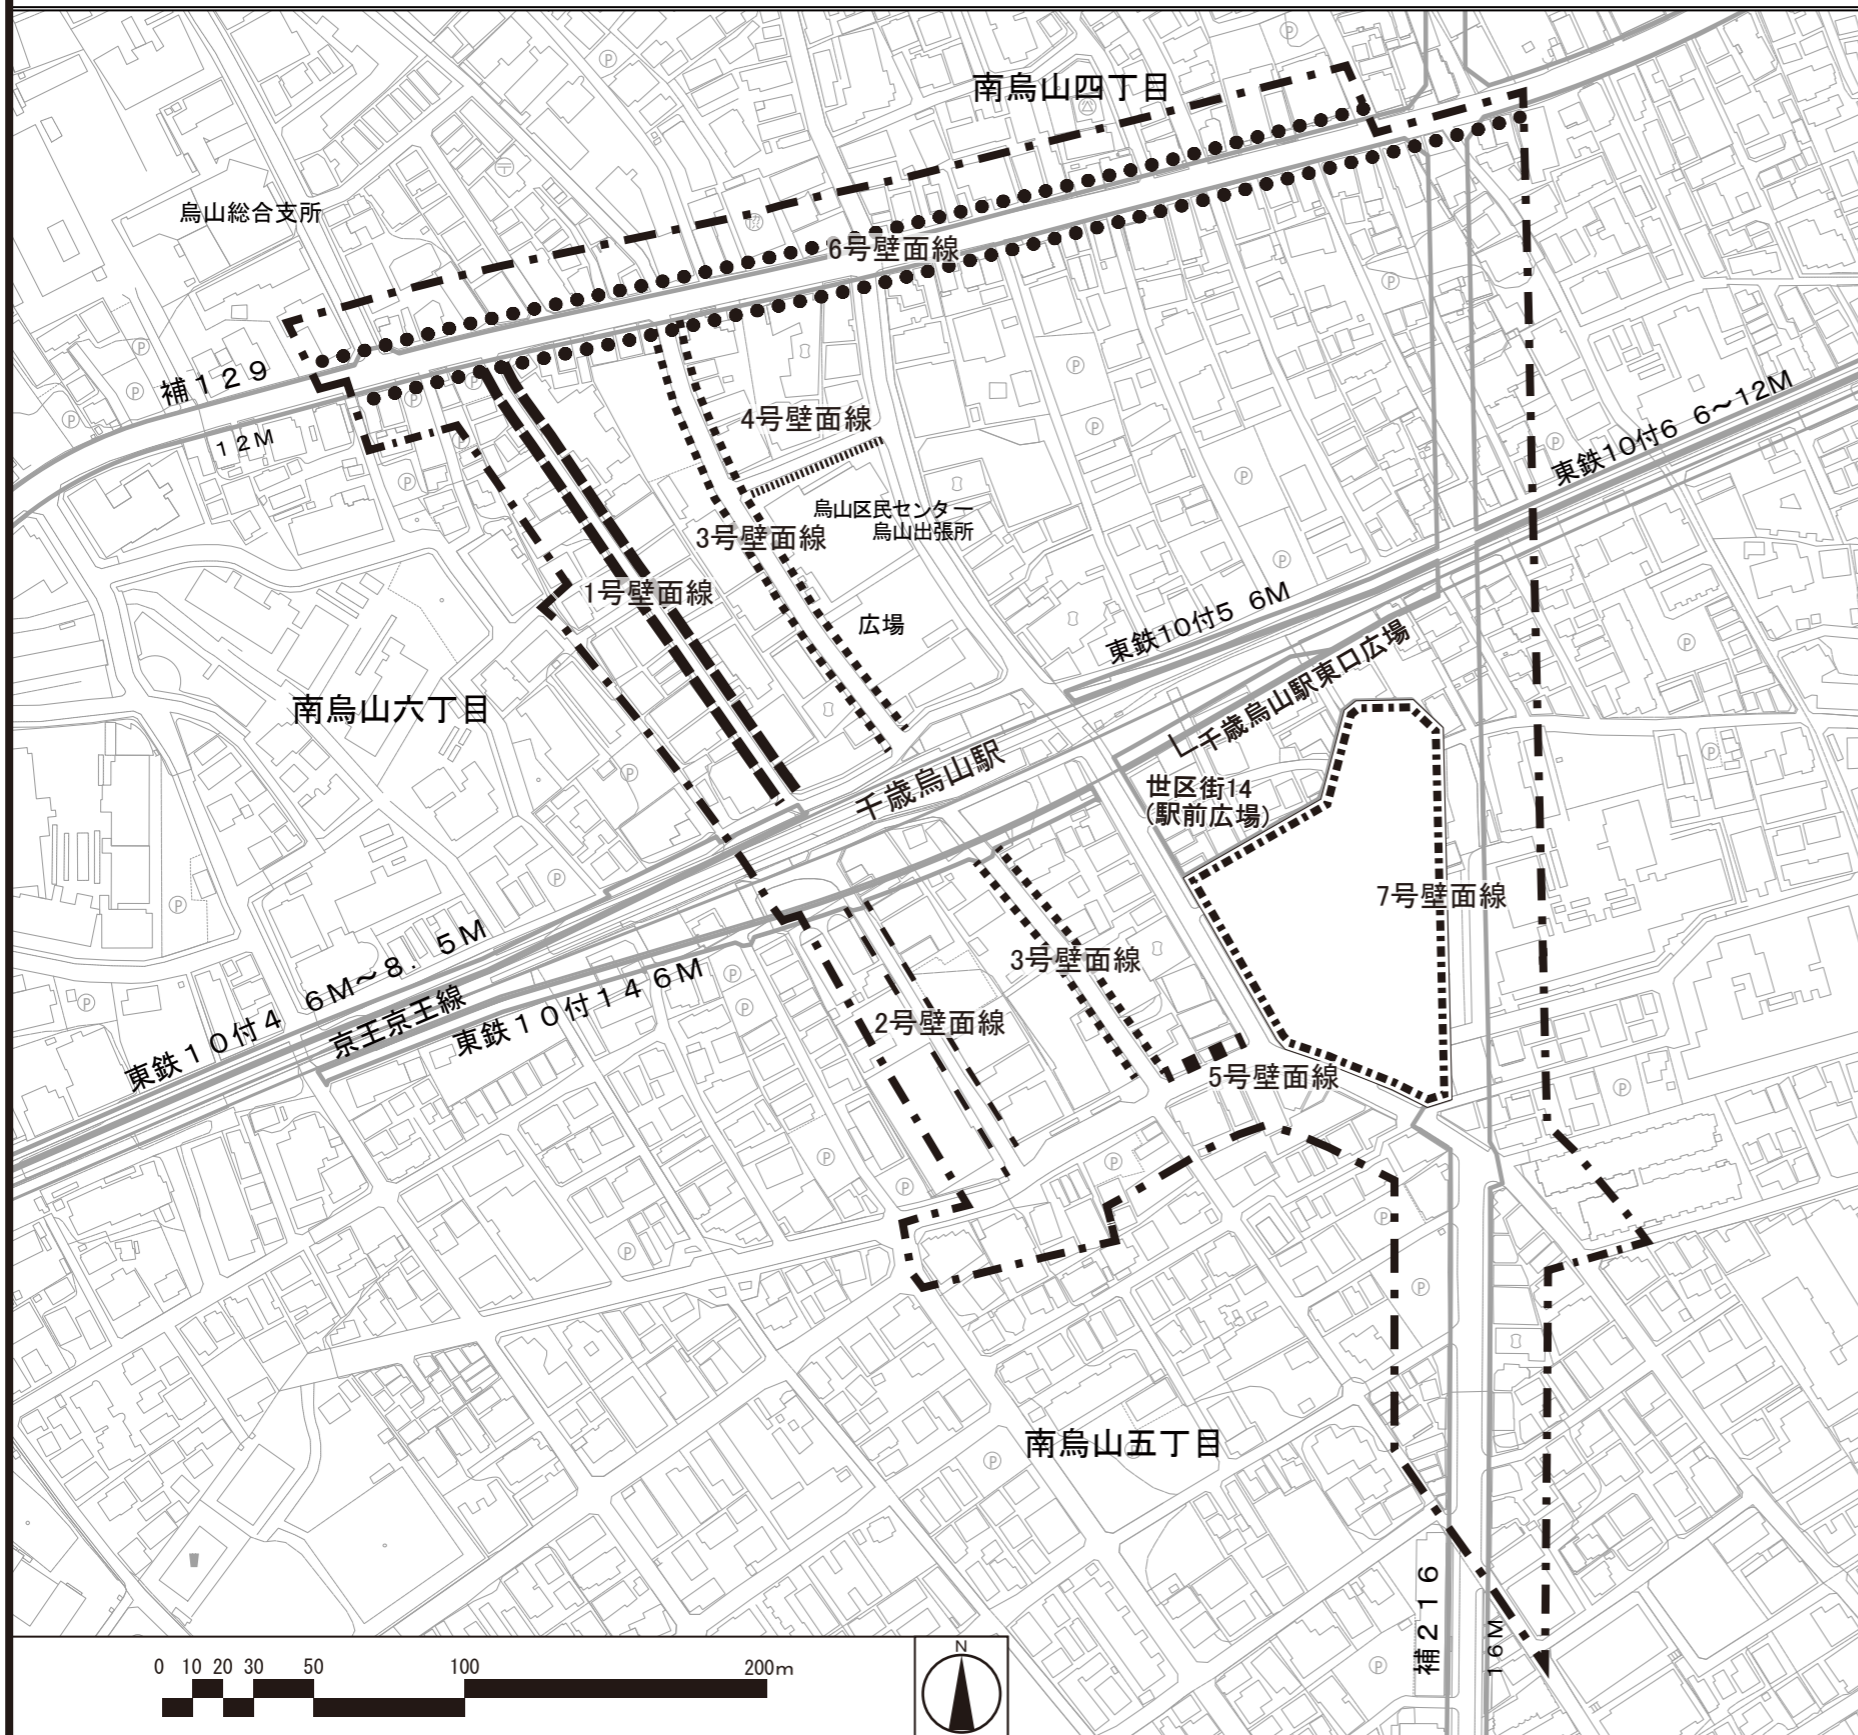 南烏山四丁目
烏山総合支所
6号壁面線
補129
12M
4号壁面線
東鉄10付6 6～12M
烏山区民センター
烏山出張所
3号壁面線
1号壁面線
広場
東鉄10付5 6M
千歳烏山駅東口広場
南烏山六丁目
千歳烏山駅
世区街14
(駅前広場)
7号壁面線
3号壁面線
東鉄10付4 6M～8．5M
京王京王線
東鉄10付14 6M
2号壁面線
5号壁面線
南烏山五丁目
補216
16M
0 10 20 30 50 100 200m
N